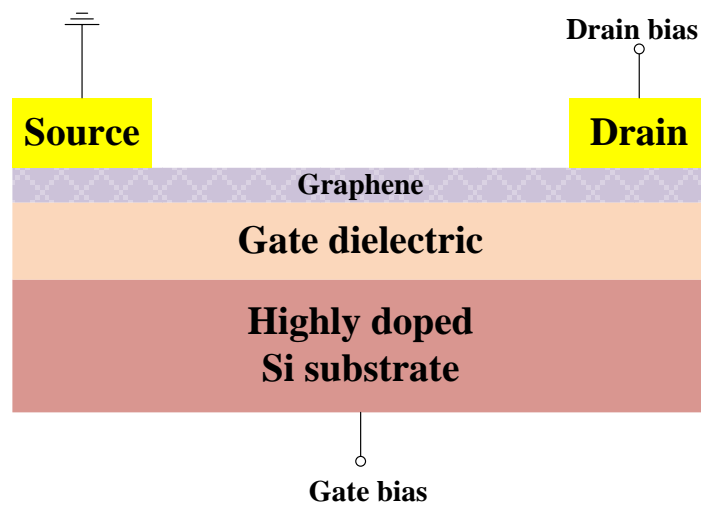 Drain bias
Source
Drain
Graphene
Gate dielectric
Highly doped
Si substrate
Gate bias